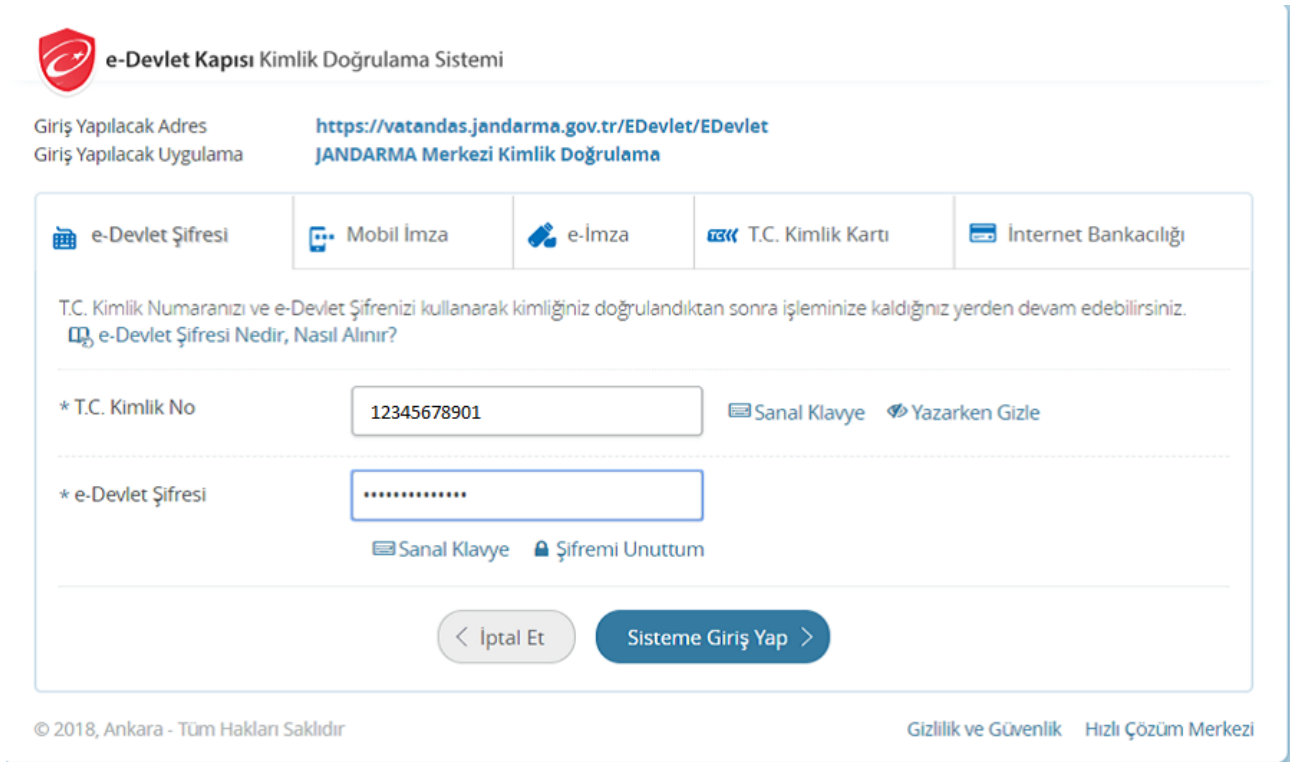 e-Devlet Kapısı Kimlik Doğrulama Sistemi
Giriş Yapılacak Adres https://vatandas.jandarma.gov.tr/EDevlet/EDevlet
Giriş Yapılacak Uygulama JANDARMA Merkezi Kimlik Doğrulama
e-Devlet Şifresi Mobil İmza e-İmza T.C. Kimlik Kartı İnternet Bankacılığı
T.C. Kimlik Numaranızı ve e-Devlet Şifrenizi kullanarak kimliğiniz doğrulandıktan sonra işleminize kaldığınız yerden devam edebilirsiniz.
e-Devlet Şifresi Nedir, Nasıl Alınır?
* T.C. Kimlik No 12345678901 Sanal Klavye Yazarken Gizle
* e-Devlet Şifresi ••••••••••••••
Sanal Klavye Şifremi Unuttum
İptal Et Sisteme Giriş Yap
© 2018, Ankara - Tüm Hakları Saklıdır Gizlilik ve Güvenlik Hızlı Çözüm Merkezi